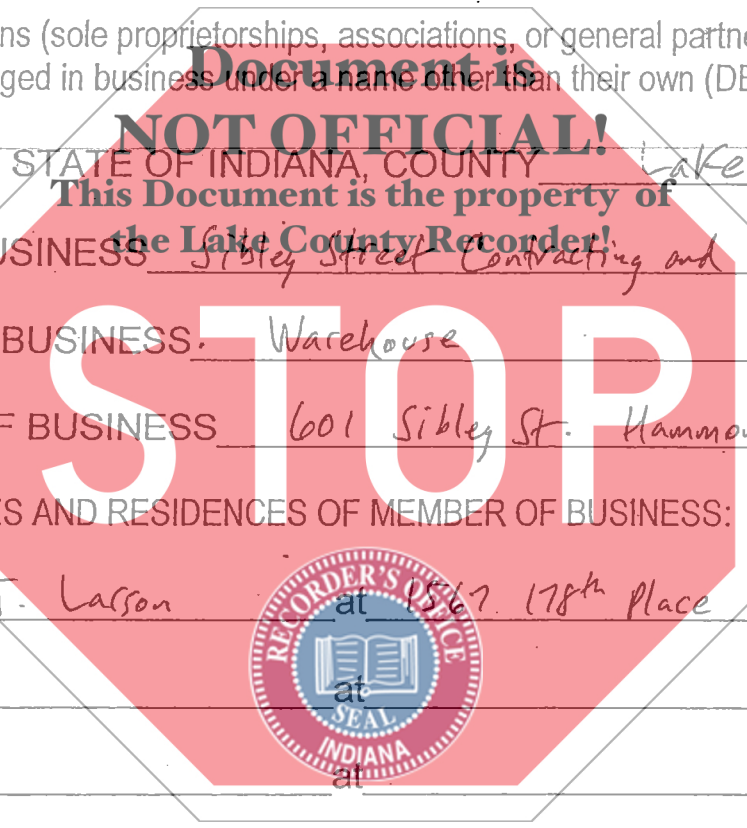 ns (sole proprietorships, associations, or general partne
ged in business under a name other than their own (DB
Document is
NOT OFFICIAL!
STATE OF INDIANA, COUNTY Lake
This Document is the property of
the Lake County Recorder!
USINESS Sibley Street Contracting and
BUSINESS. Warehouse
STOP
F BUSINESS 601 Sibley St. Hammon
ES AND RESIDENCES OF MEMBER OF BUSINESS:
T. Larson at 1567 178th Place
RECORDER'S OFFICE
at
SEAL
INDIANA
at